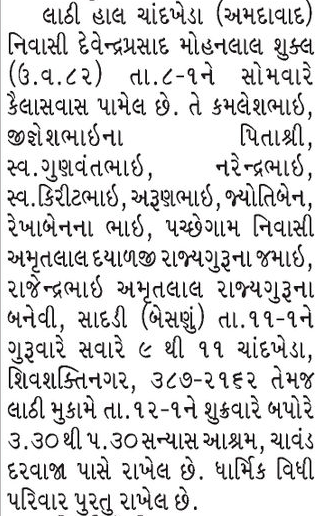 લાઠી હાલ ચાંદખેડા (અમદાવાદ)
નિવાસી દેવેન્દ્રપ્રસાદ મોહનલાલ શુક્લ
(ઉ.વ.૮૨) તા.૮-૧ને સોમવારે
કૈલાસવાસ પામેલ છે. તે કમલેશભાઇ,
જીજ્ઞેશભાઇના પિતાશ્રી,
સ્વ.ગુણવંતભાઇ, નરેન્દ્રભાઇ,
સ્વ.કિરીટભાઇ, અરૂણભાઇ, જ્યોતિબેન,
રેખાબેનના ભાઇ, પચ્છેગામ નિવાસી
અમૃતલાલ દયાળજી રાજ્યગુરૂના જમાઇ,
રાજેન્દ્રભાઇ અમૃતલાલ રાજ્યગુરૂના
બનેવી, સાદડી (બેસણું) તા.૧૧-૧ને
ગુરૂવારે સવારે ૯ થી ૧૧ ચાંદખેડા,
શિવશક્તિનગર, ૩૮૭-૨૧૬૨ તેમજ
લાઠી મુકામે તા.૧૨-૧ને શુક્રવારે બપોરે
૩.૩૦થી ૫.૩૦ સન્યાસ આશ્રમ, ચાવંડ
દરવાજા પાસે રાખેલ છે. ધાર્મિક વિધી
પરિવાર પુરતુ રાખેલ છે.